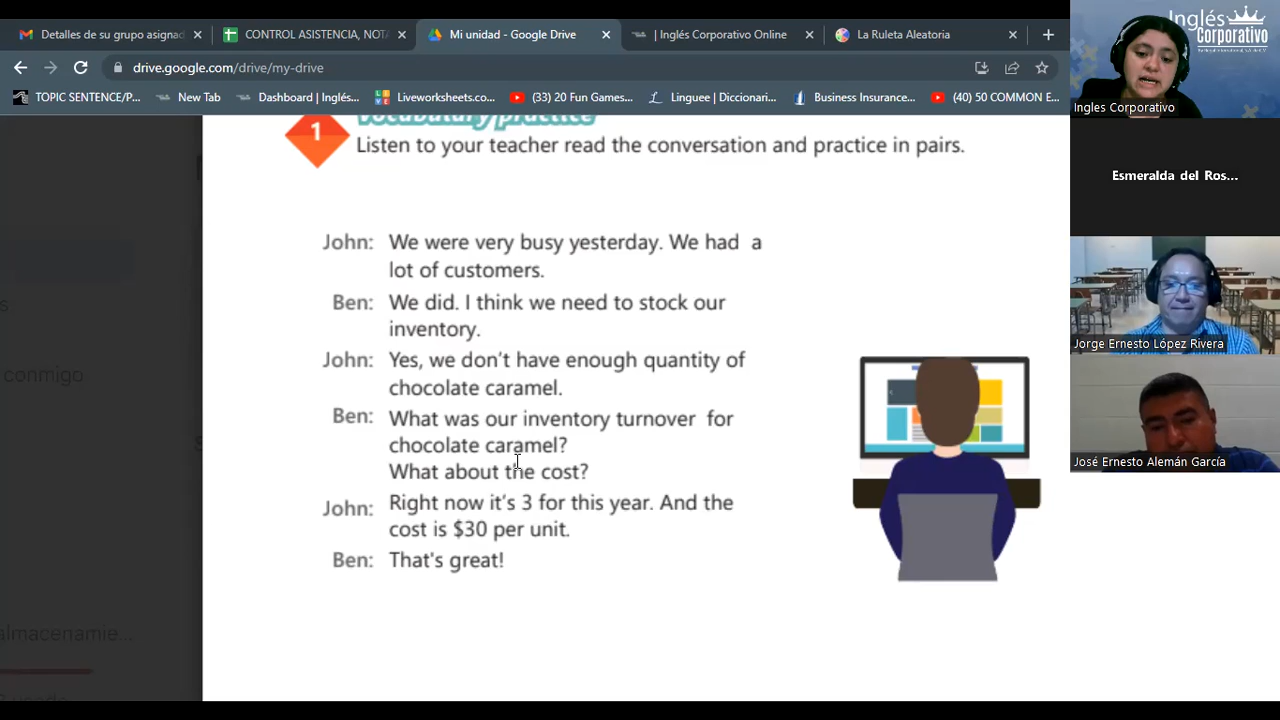 Detalles de su grupo asignad
CONTROL ASISTENCIA, NOTA
Mi unidad - Google Drive
| Inglés Corporativo Online
La Ruleta Aleatoria
drive.google.com/drive/my-drive
TOPIC SENTENCE/P...
New Tab
Dashboard | Inglés...
Liveworksheets.co...
(33) 20 Fun Games...
Linguee | Diccionari...
Business Insurance...
(40) 50 COMMON E...
Inglés
Corporativo
Ingles Corporativo
Esmeralda del Ros...
Jorge Ernesto López Rivera
José Ernesto Alemán García
1
Vocabulary practice
Listen to your teacher read the conversation and practice in pairs.
John: We were very busy yesterday. We had a
lot of customers.
Ben: We did. I think we need to stock our
inventory.
John: Yes, we don't have enough quantity of
chocolate caramel.
Ben: What was our inventory turnover for
chocolate caramel?
What about the cost?
John: Right now it's 3 for this year. And the
cost is $30 per unit.
Ben: That's great!
conmigo
almacenamie...